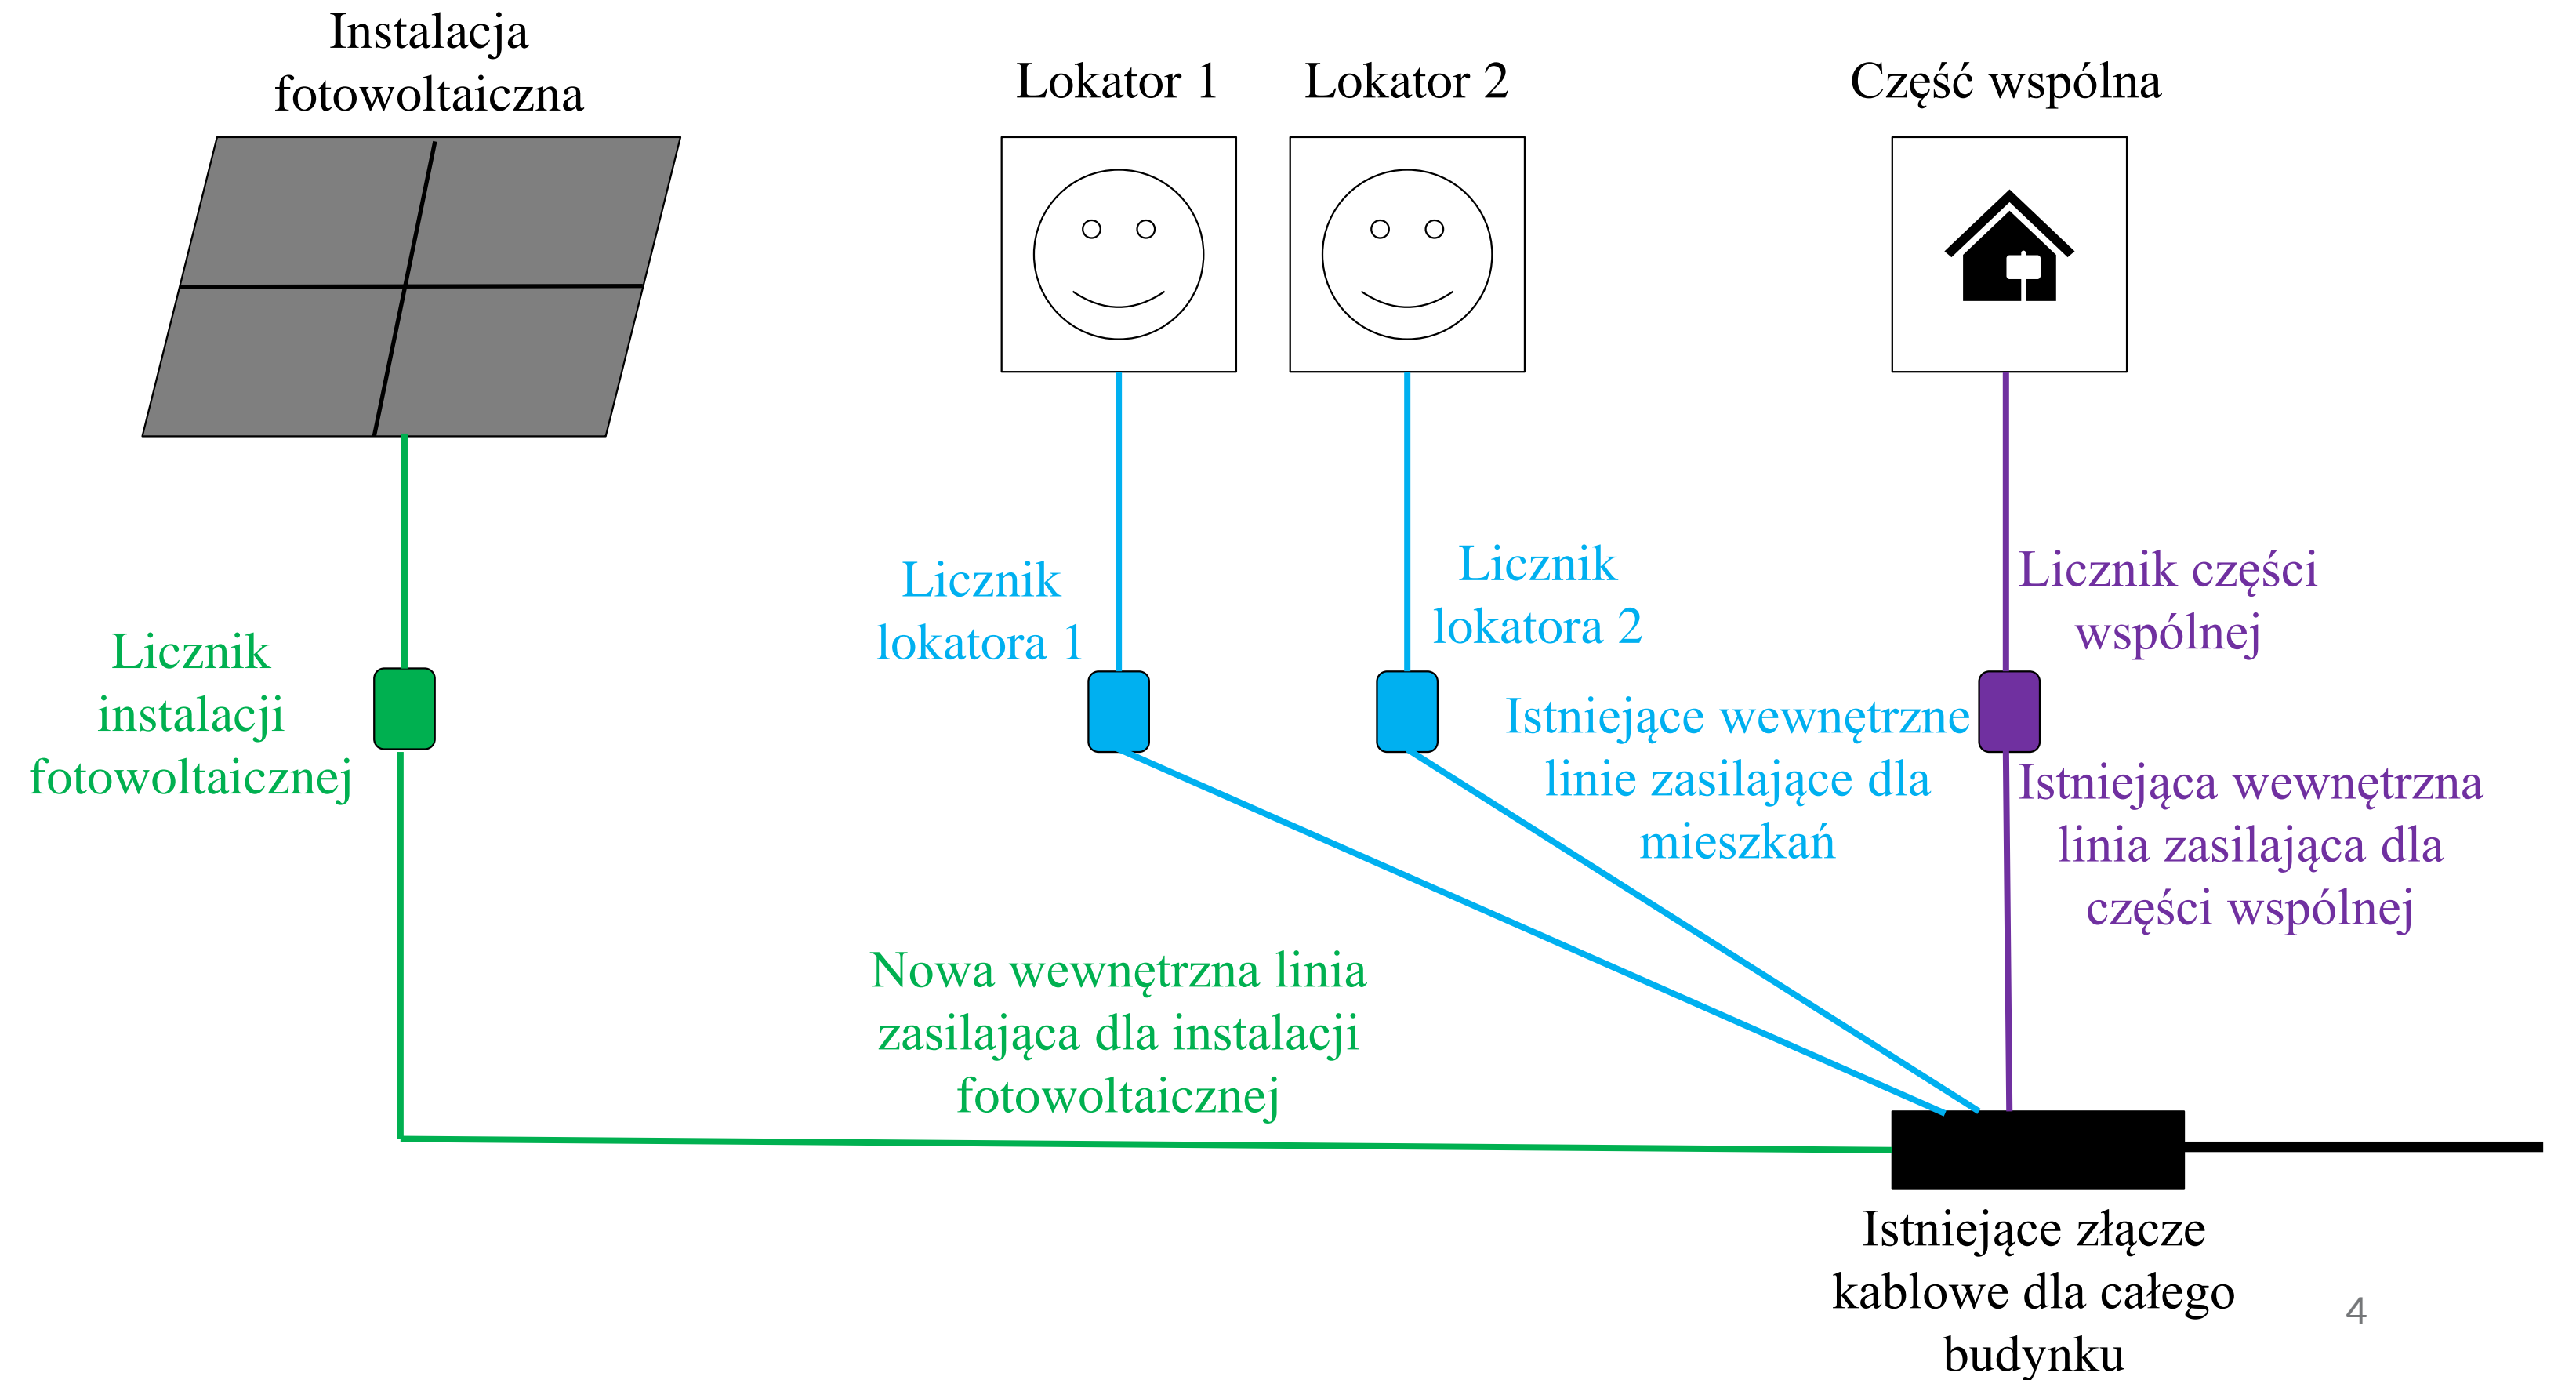 Instalacja
fotowoltaiczna
Lokator 1
Lokator 2
Część wspólna
Licznik
instalacji
fotowoltaicznej
Licznik
lokatora 1
Licznik
lokatora 2
Licznik części
wspólnej
Istniejące wewnętrzne
linie zasilające dla
mieszkań
Istniejąca wewnętrzna
linia zasilająca dla
części wspólnej
Nowa wewnętrzna linia
zasilająca dla instalacji
fotowoltaicznej
Istniejące złącze
kablowe dla całego
budynku
4